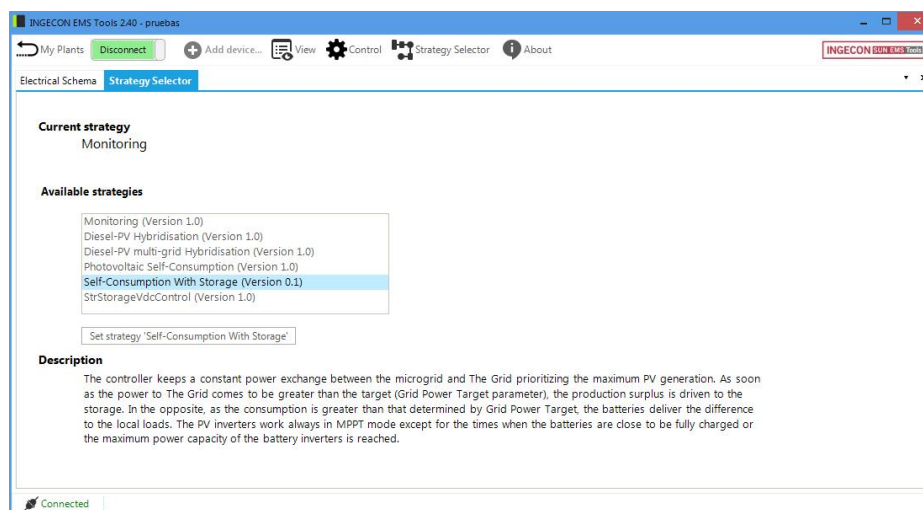 INGECON EMS Tools 2.40 - pruebas
My Plants Disconnect Add device... View Control Strategy Selector About INGECON SUN EMS Tools
Electrical Schema Strategy Selector
Current strategy
Monitoring
Available strategies
Monitoring (Version 1.0)
Diesel-PV Hybridisation (Version 1.0)
Diesel-PV multi-grid Hybridisation (Version 1.0)
Photovoltaic Self-Consumption (Version 1.0)
Self-Consumption With Storage (Version 0.1)
StrStorageVdcControl (Version 1.0)
Set strategy 'Self-Consumption With Storage'
Description
The controller keeps a constant power exchange between the microgrid and The Grid prioritizing the maximum PV generation. As soon
as the power to The Grid comes to be greater than the target (Grid Power Target parameter), the production surplus is driven to the
storage. In the opposite, as the consumption is greater than that determined by Grid Power Target, the batteries deliver the difference
to the local loads. The PV inverters work always in MPPT mode except for the times when the batteries are close to be fully charged or
the maximum power capacity of the battery inverters is reached.
Connected